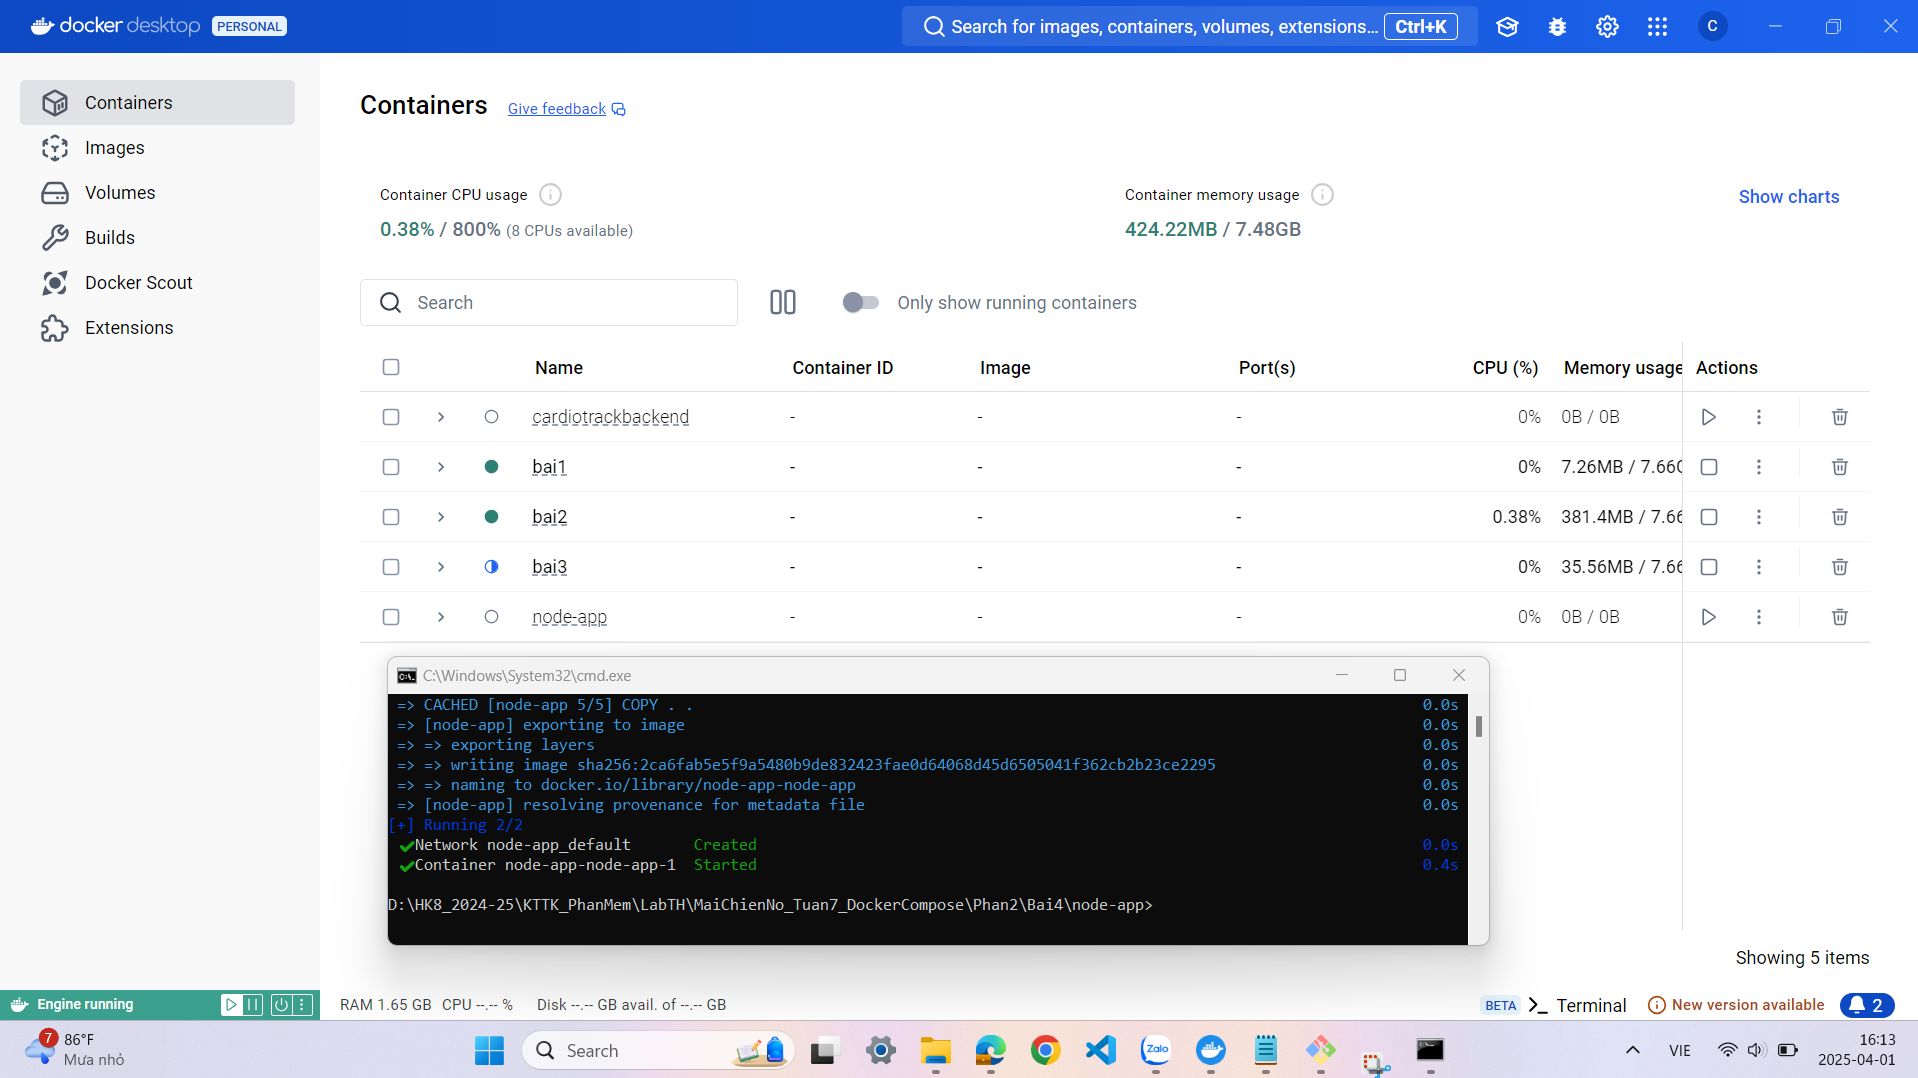 docker desktop PERSONAL
Search for images, containers, volumes, extensions... Ctrl+K
C
Containers
Images
Volumes
Builds
Docker Scout
Extensions
Containers Give feedback
Container CPU usage
0.38% / 800% (8 CPUs available)
Container memory usage
424.22MB / 7.48GB
Show charts
Search
Only show running containers
Name Container ID Image Port(s) CPU (%) Memory usage Actions
cardiotrackbackend - - - 0% 0B / 0B
bai1 - - - 0% 7.26MB / 7.66G
bai2 - - - 0.38% 381.4MB / 7.66
bai3 - - - 0% 35.56MB / 7.66
node-app - - - 0% 0B / 0B
C:\Windows\System32\cmd.exe
=> CACHED [node-app 5/5] COPY . . 0.0s
=> [node-app] exporting to image 0.0s
=> => exporting layers 0.0s
=> => writing image sha256:2ca6fab5e5f9a5480b9de832423fae0d64068d45d6505041f362cb2b23ce2295 0.0s
=> => naming to docker.io/library/node-app-node-app 0.0s
=> [node-app] resolving provenance for metadata file 0.0s
[+] Running 2/2
✔Network node-app_default Created 0.0s
✔Container node-app-node-app-1 Started 0.4s
D:\HK8_2024-25\KTTK_PhanMem\LabTH\MaiChienNo_Tuan7_DockerCompose\Phan2\Bai4\node-app>
Showing 5 items
Engine running
RAM 1.65 GB CPU --.-- % Disk --.-- GB avail. of --.-- GB
BETA >_ Terminal
New version available
2
7
86°F
Mưa nhỏ
Search
Zalo
VIE
16:13
2025-04-01